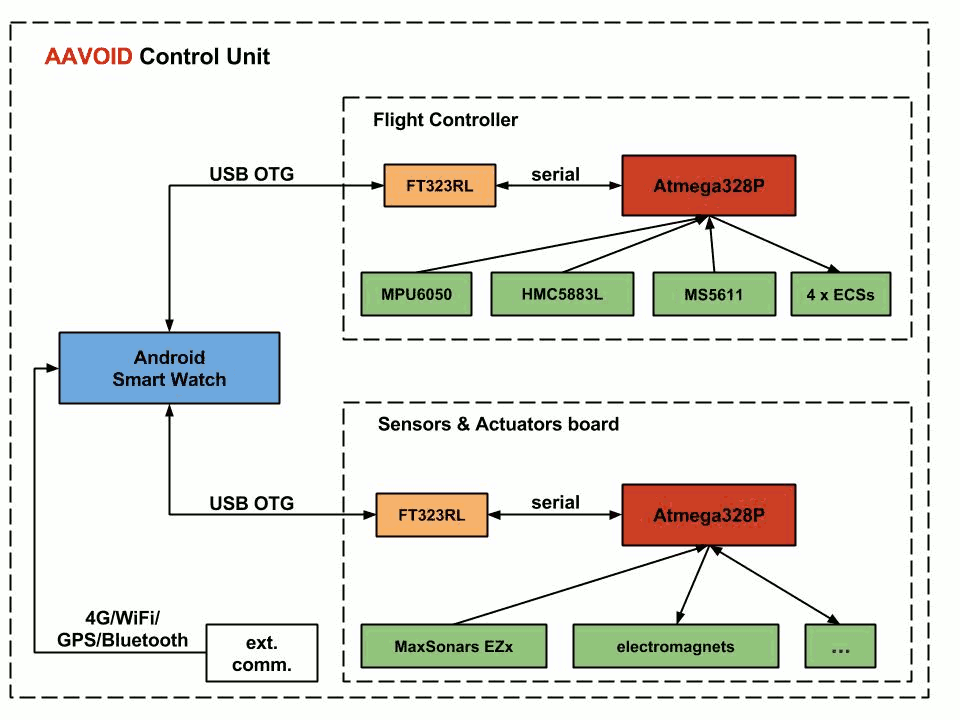 AAVOID Control Unit
Flight Controller
USB OTG
FT323RL
serial
Atmega328P
MPU6050
HMC5883L
MS5611
4 x ECSs
Android
Smart Watch
Sensors & Actuators board
USB OTG
FT323RL
serial
Atmega328P
4G/WiFi/
GPS/Bluetooth
ext.
comm.
MaxSonars EZx
electromagnets
...